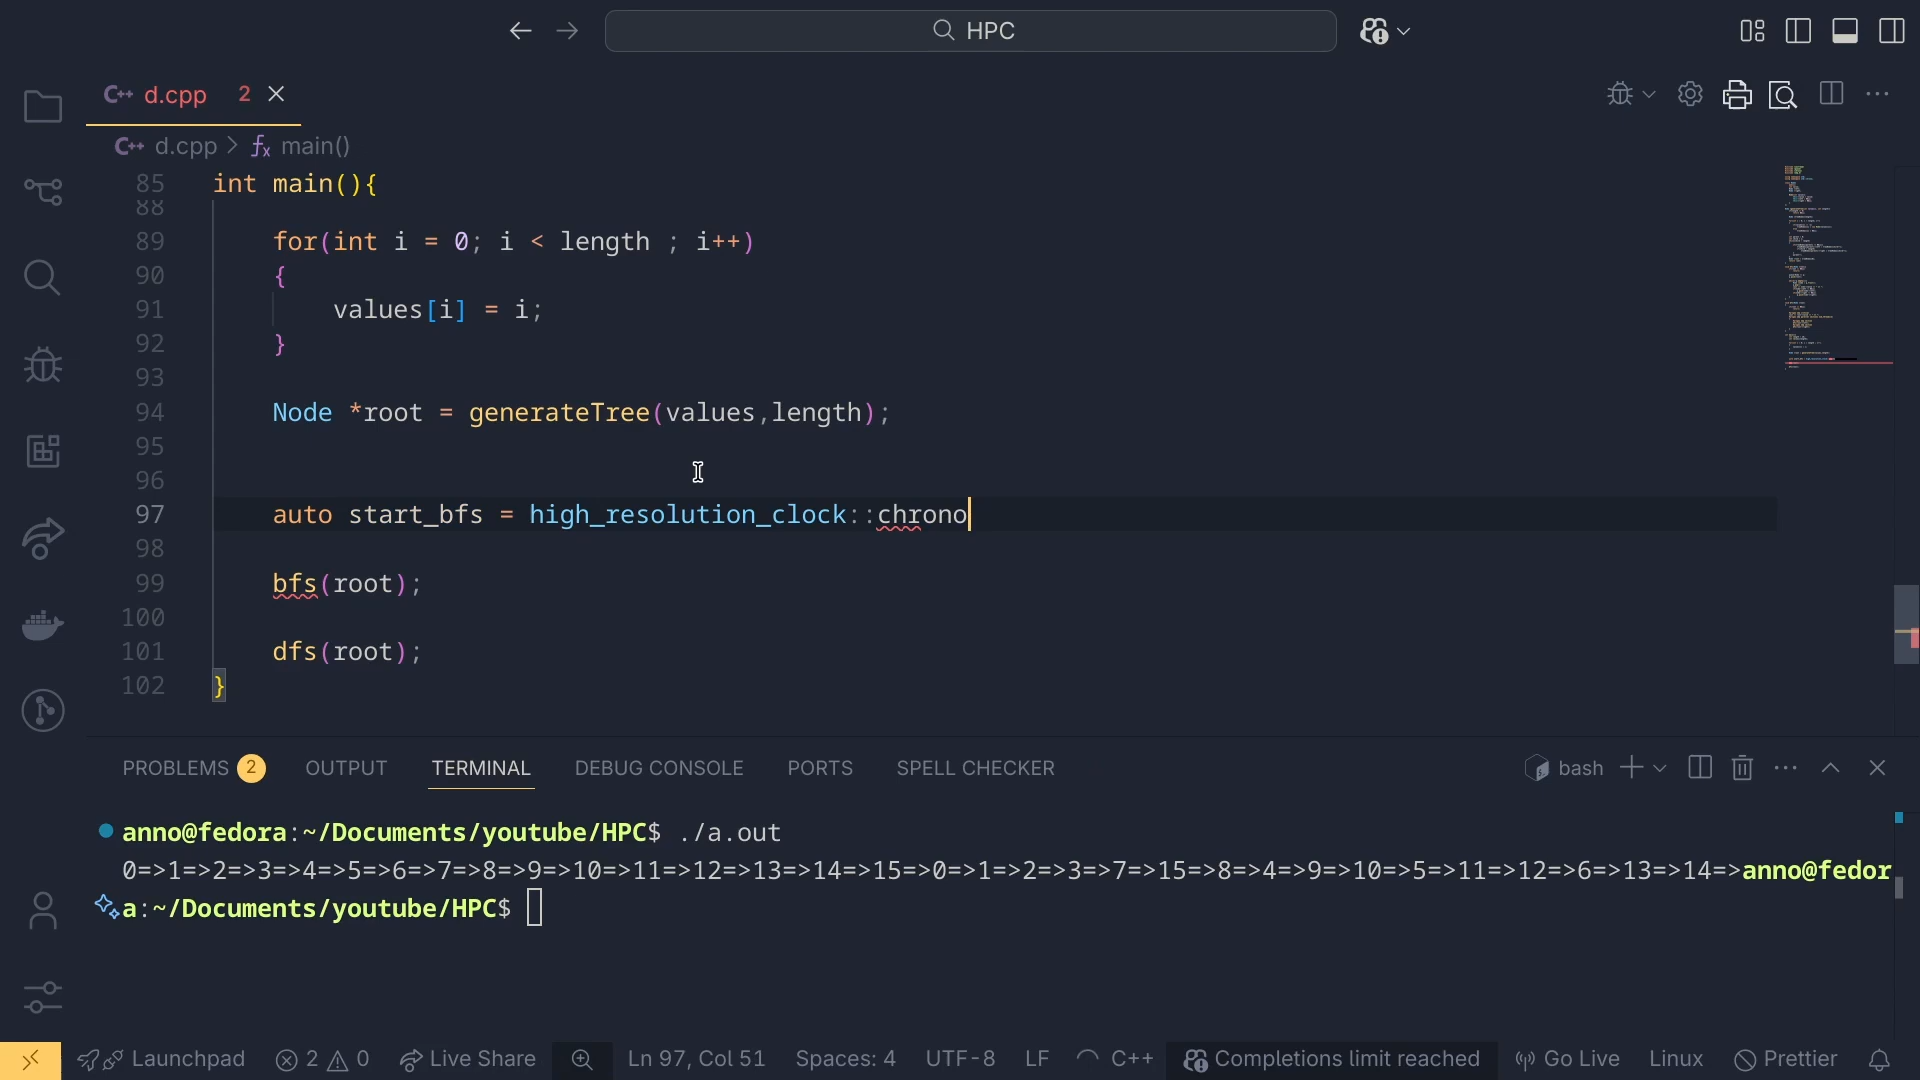 HPC
C++ d.cpp 2
C++ d.cpp > fx main()
85 int main(){
88
89 for(int i = 0; i < length ; i++)
90 {
91 values[i] = i;
92 }
93
94 Node *root = generateTree(values,length);
95
96
97 auto start_bfs = high_resolution_clock::chrono
98
99 bfs(root);
100
101 dfs(root);
102 }
PROBLEMS 2 OUTPUT TERMINAL DEBUG CONSOLE PORTS SPELL CHECKER bash
anno@fedora:~/Documents/youtube/HPC$ ./a.out
0=>1=>2=>3=>4=>5=>6=>7=>8=>9=>10=>11=>12=>13=>14=>15=>0=>1=>2=>3=>7=>15=>8=>4=>9=>10=>5=>11=>12=>6=>13=>14=>anno@fedor
a:~/Documents/youtube/HPC$
Launchpad 2 0 Live Share Ln 97, Col 51 Spaces: 4 UTF-8 LF C++ Completions limit reached Go Live Linux Prettier